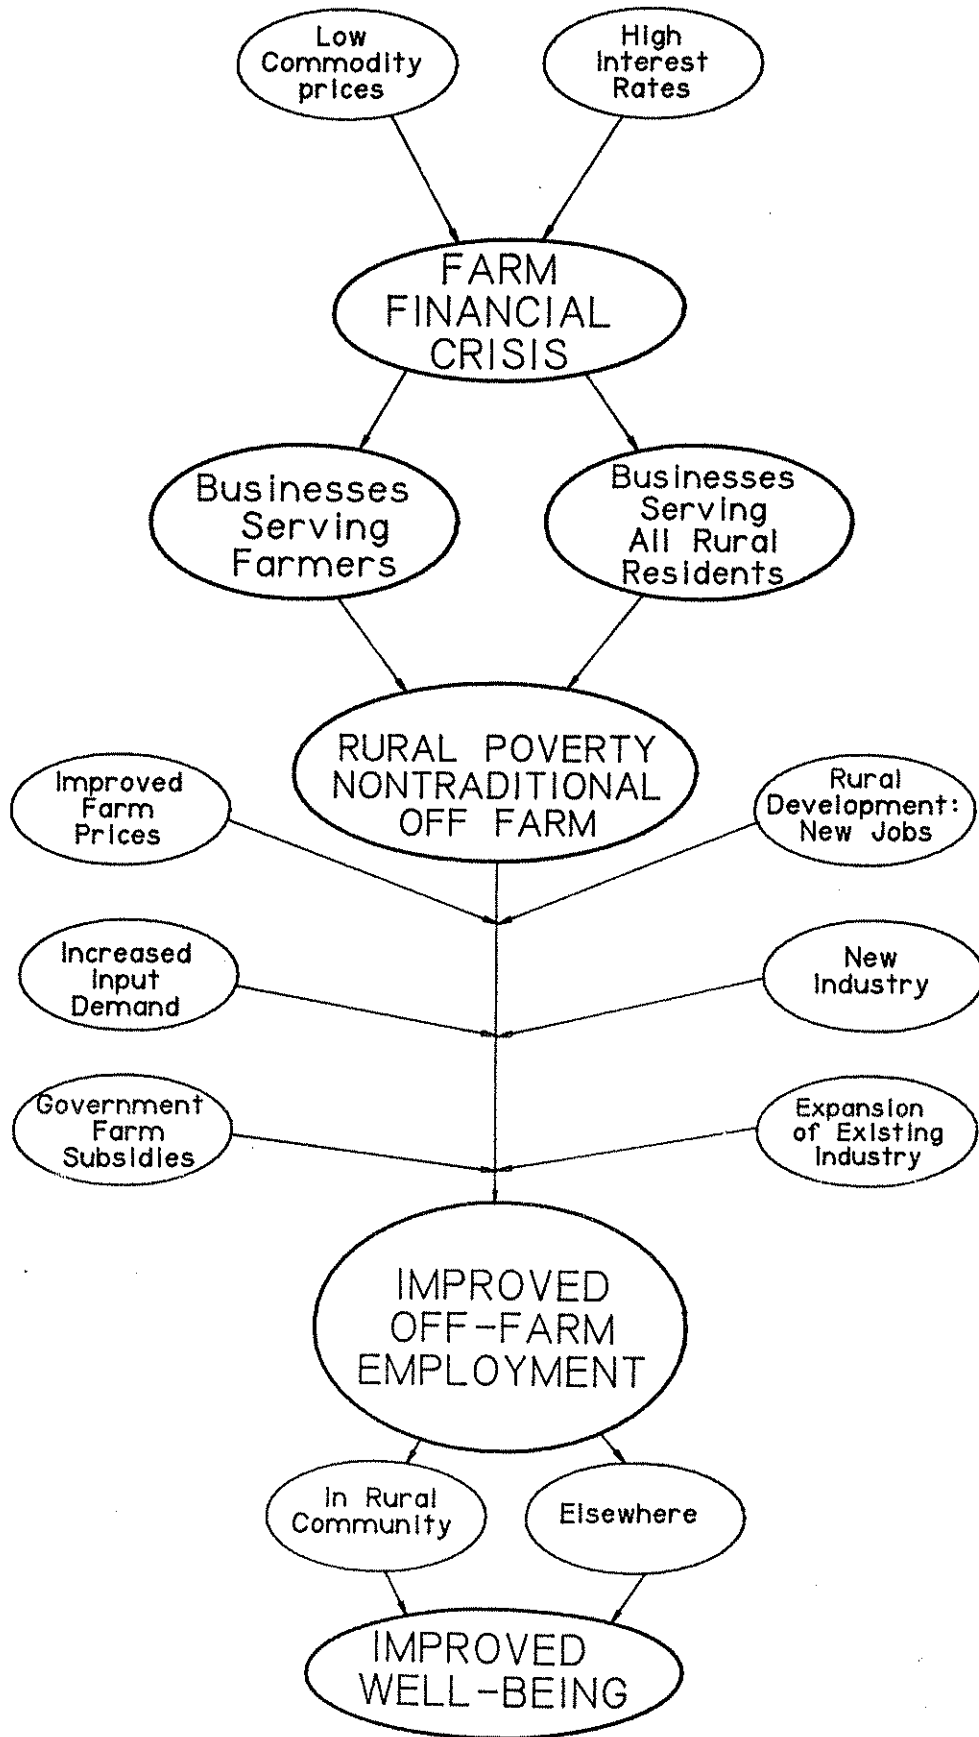 Low
Commodity
prices
High
Interest
Rates
FARM
FINANCIAL
CRISIS
Businesses
Serving
Farmers
Businesses
Serving
All Rural
Residents
RURAL POVERTY
NONTRADITIONAL
OFF FARM
Improved
Farm
Prices
Rural
Development:
New Jobs
Increased
Input
Demand
New
Industry
Government
Farm
Subsidies
Expansion
of Existing
Industry
IMPROVED
OFF-FARM
EMPLOYMENT
In Rural
Community
Elsewhere
IMPROVED
WELL-BEING